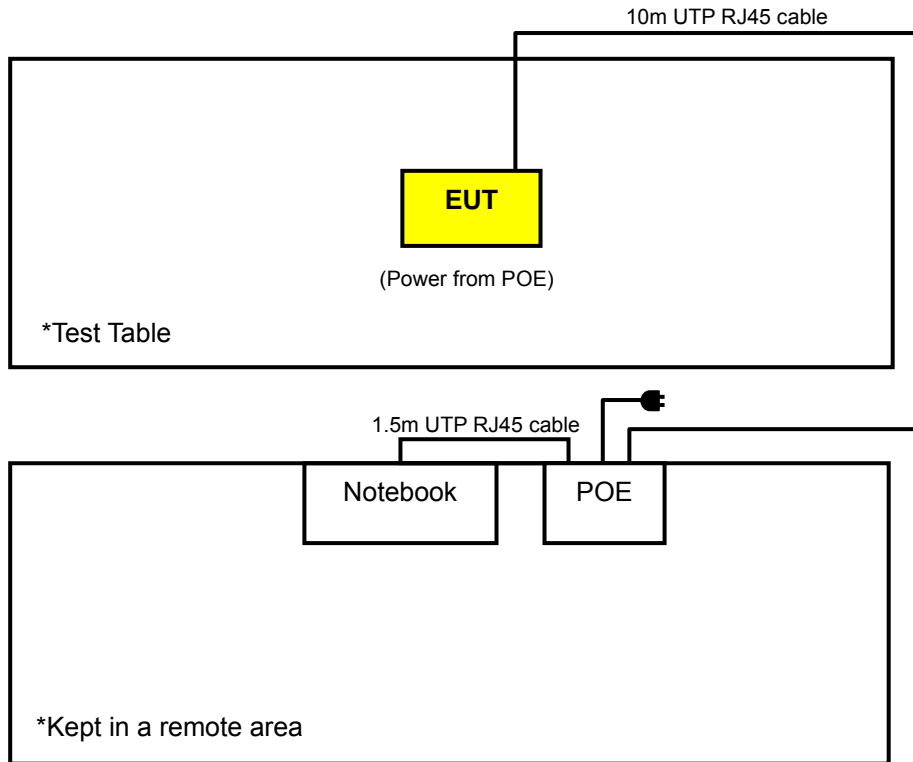 10m UTP RJ45 cable
EUT
(Power from POE)
*Test Table
1.5m UTP RJ45 cable
Notebook
POE
*Kept in a remote area